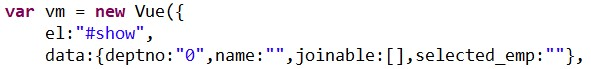 var vm = new Vue({
    el:"#show",
    data:{deptno:"0",name:"",joinable:[],selected_emp:""},